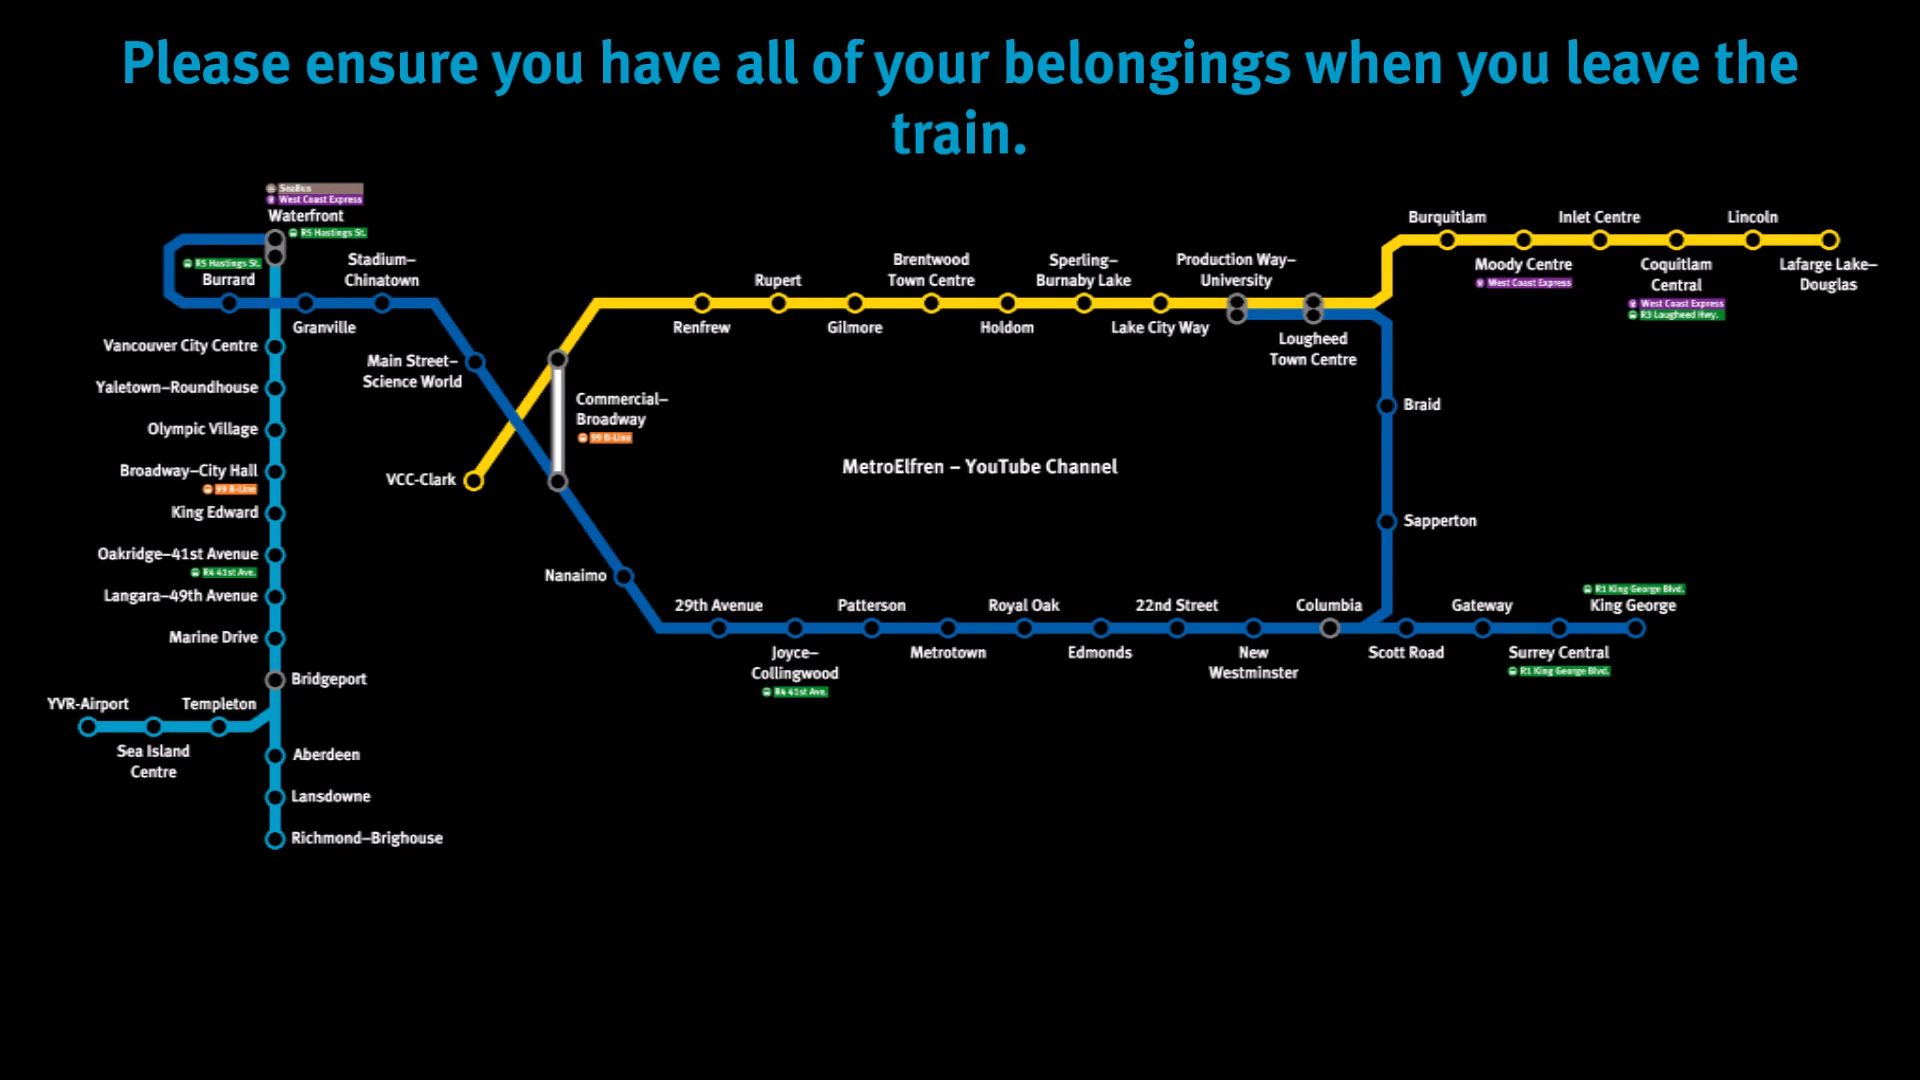 Please ensure you have all of your belongings when you leave the
train.
SeaBus
West Coast Express
Waterfront
R5 Hastings St.
R5 Hastings St.
Burrard
Stadium–
Chinatown
Granville
Vancouver City Centre
Yaletown–Roundhouse
Olympic Village
Broadway–City Hall
99 B-Line
King Edward
Oakridge–41st Avenue
R4 41st Ave.
Langara–49th Avenue
Marine Drive
Bridgeport
YVR-Airport
Templeton
Sea Island
Centre
Aberdeen
Lansdowne
Richmond–Brighouse
Main Street–
Science World
VCC-Clark
Commercial–
Broadway
99 B-Line
Nanaimo
Renfrew
Rupert
Gilmore
Brentwood
Town Centre
Holdom
Sperling–
Burnaby Lake
Lake City Way
Production Way–
University
Lougheed
Town Centre
Burquitlam
Moody Centre
West Coast Express
Inlet Centre
Coquitlam
Central
West Coast Express
R3 Lougheed Hwy.
Lincoln
Lafarge Lake–
Douglas
MetroElfren – YouTube Channel
Braid
Sapperton
29th Avenue
Joyce–
Collingwood
R4 41st Ave.
Patterson
Metrotown
Royal Oak
Edmonds
22nd Street
New
Westminster
Columbia
Scott Road
Gateway
Surrey Central
R1 King George Blvd.
R1 King George Blvd.
King George